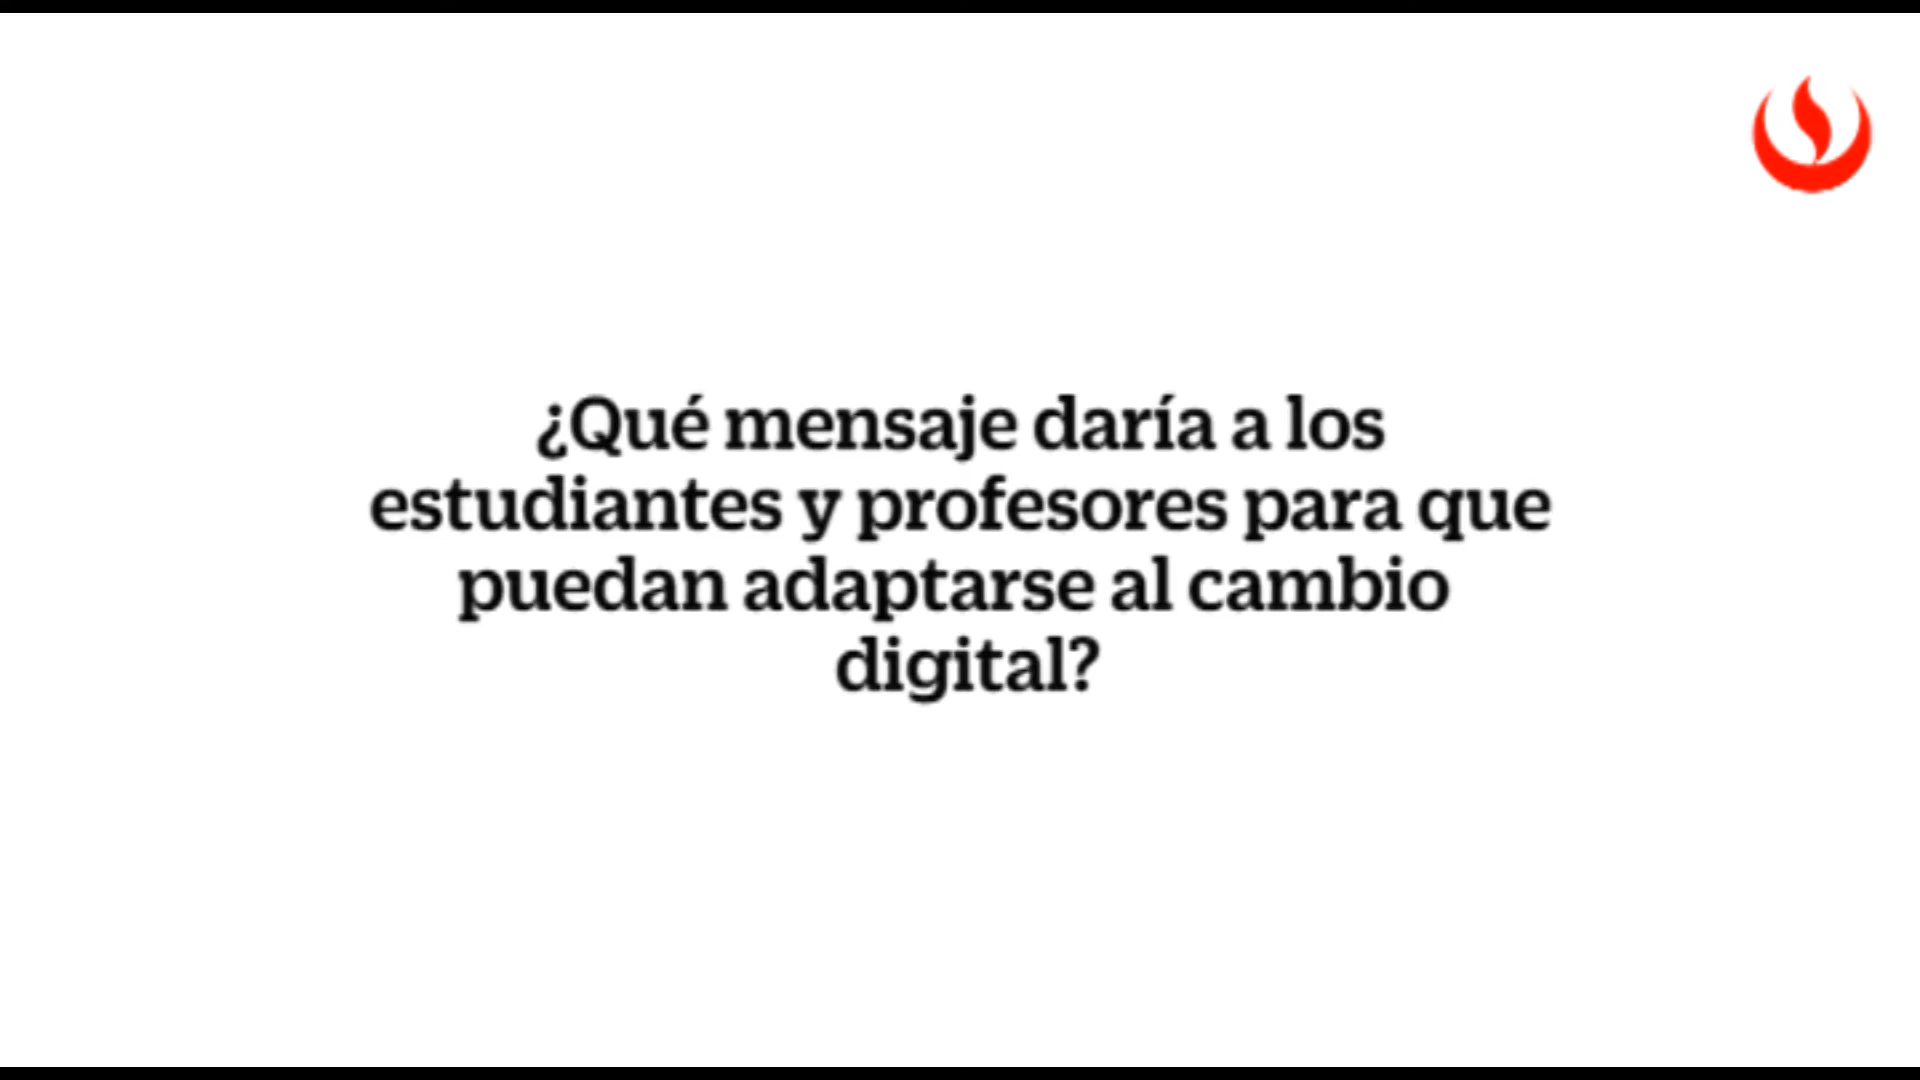 ¿Qué mensaje daría a los
estudiantes y profesores para que
puedan adaptarse al cambio
digital?